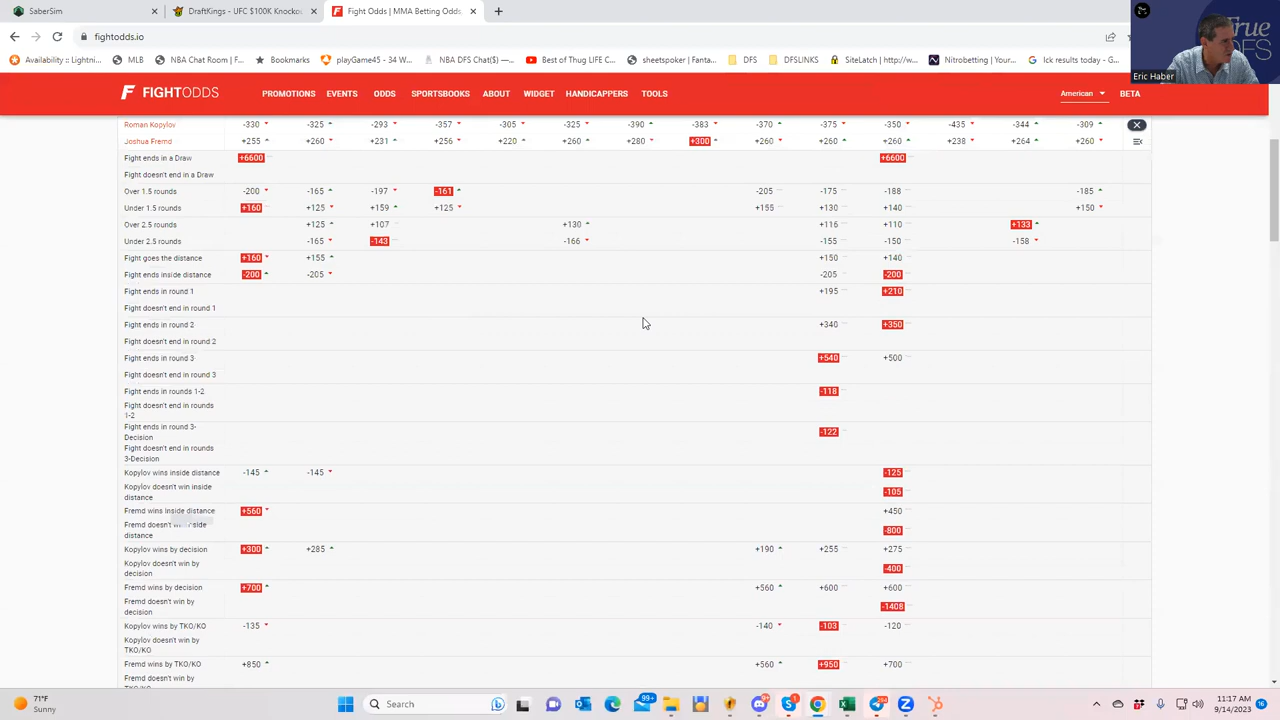 SaberSim
DraftKings - UFC $100K Knockou
Fight Odds | MMA Betting Odds
fightodds.io
Availability :: Lightni...
MLB
NBA Chat Room ( F...
Bookmarks
playGame45 - 34 W...
NBA DFS Chat($) —...
Best of Thug LIFE C...
sheetspoker | Fanta...
DFS
DFSLINKS
SiteLatch | http://w...
Nitrobetting | Onlin...
lck results today - G...
True
DFS
Eric Haber
FIGHTODDS
PROMOTIONS EVENTS ODDS SPORTSBOOKS ABOUT WIDGET HANDICAPPERS TOOLS
American
BETA
Roman Kopylov -330 -325 -293 -357 -305 -325 -390 -383 -370 -375 -350 -435 -344 -309
Joshua Fremd +255 +260 +231 +256 +220 +260 +280 +300 +260 +260 +260 +238 +264 +260
Fight ends in a Draw +6600 +6600
Fight doesn't end in a Draw
Over 1.5 rounds -200 -165 -197 -161 -205 -175 -188 -185
Under 1.5 rounds +160 +125 +159 +125 +155 +130 +140 +150
Over 2.5 rounds +125 +107 +130 +116 +110 +133
Under 2.5 rounds -165 -143 -166 -155 -150 -158
Fight goes the distance +160 +155 +150 +140
Fight ends inside distance -200 -205 -205 -200
Fight ends in round 1 +195 +210
Fight doesn't end in round 1
Fight ends in round 2 +340 +350
Fight doesn't end in round 2
Fight ends in round 3 +540 +500
Fight doesn't end in round 3
Fight ends in rounds 1-2 -118
Fight doesn't end in rounds
1-2
Fight ends in round 3-
Decision -122
Fight doesn't end in rounds
3-Decision
Kopylov wins inside distance -145 -145 -125
Kopylov doesn't win inside
distance -105
Fremd wins inside distance +560 +450
Fremd doesn't win inside
distance -800
Kopylov wins by decision +300 +285 +190 +255 +275
Kopylov doesn't win by
decision -400
Fremd wins by decision +700 +560 +600 +600
Fremd doesn't win by
decision -1408
Kopylov wins by TKO/KO -135 -140 -103 -120
Kopylov doesn't win by
TKO/KO
Fremd wins by TKO/KO +850 +560 +950 +700
Fremd doesn't win by
71°F
Sunny
Search
99+
11:17 AM
9/14/2023